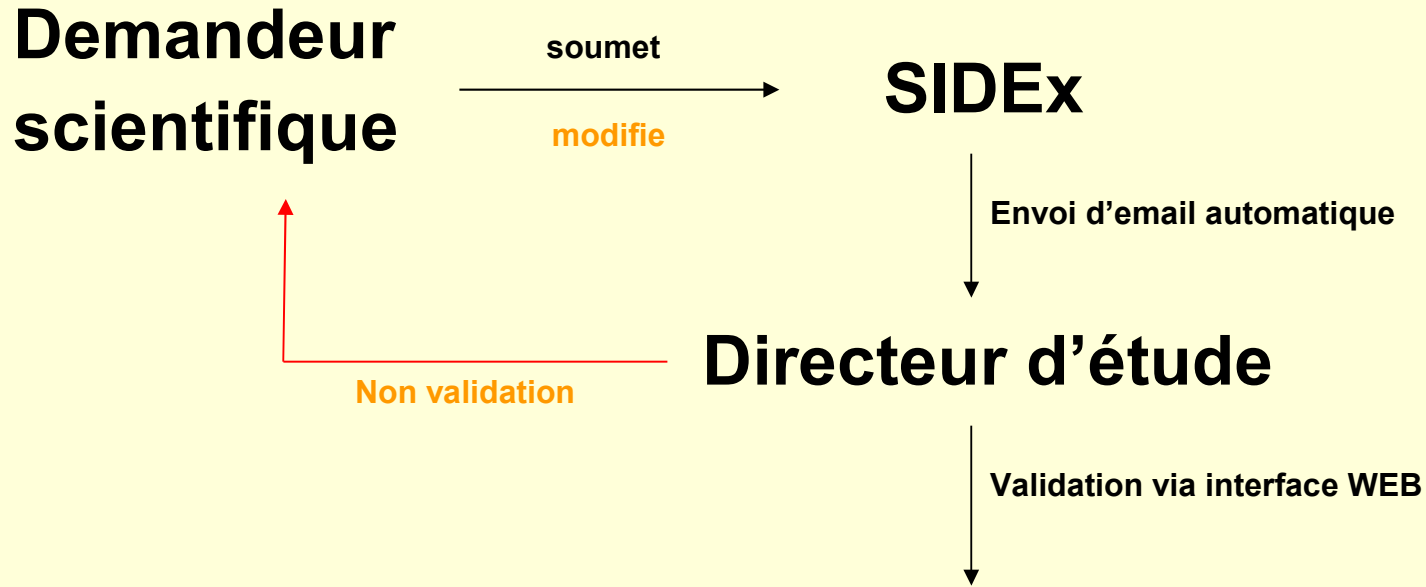 Demandeur
scientifique
soumet
modifie
SIDEx
Envoi d’email automatique
Directeur d’étude
Non validation
Validation via interface WEB